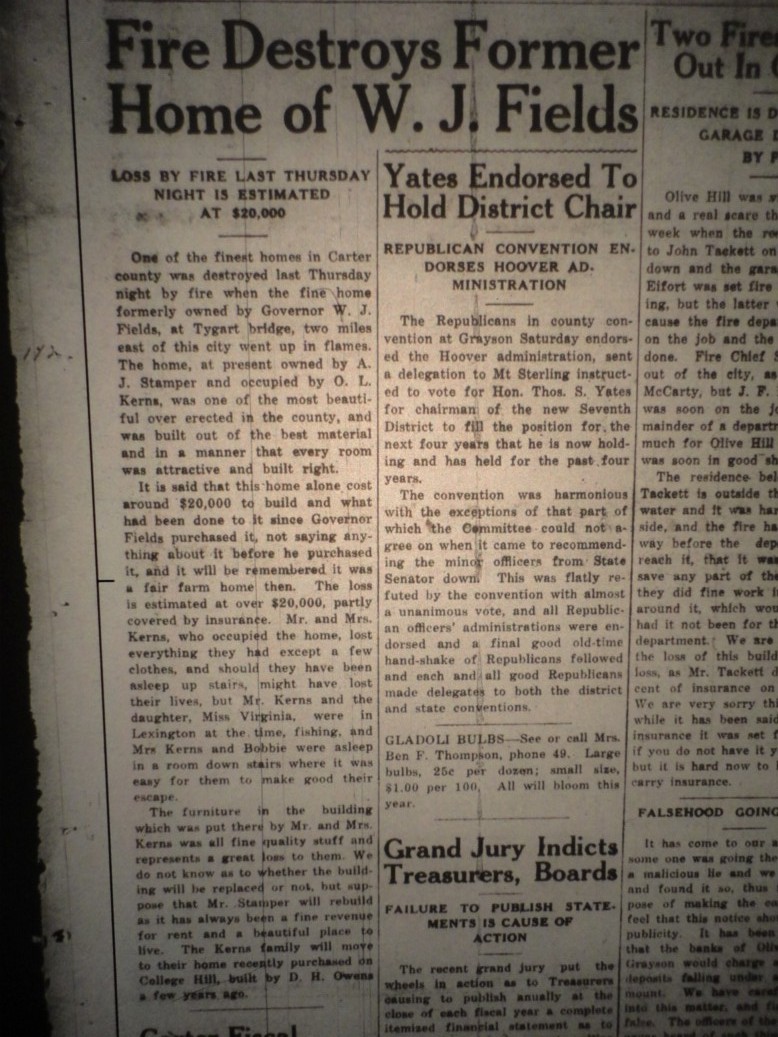 Fire Destroys Former
Home of W. J. Fields
LOSS BY FIRE LAST THURSDAY
NIGHT IS ESTIMATED
AT $20,000
One of the finest homes in Carter
county was destroyed last Thursday
night by fire when the fine home
formerly owned by Governor W. J.
Fields, at Tygart bridge, two miles
east of this city went up in flames.
The home, at present owned by A.
J. Stamper and occupied by O. L.
Kerns, was one of the most beauti-
ful over erected in the county, and
was built out of the best material
and in a manner that every room
was attractive and built right.
It is said that this home alone cost
around $20,000 to build and what
had been done to it since Governor
Fields purchased it, not saying any-
thing about it before he purchased
it, and it will be remembered it was
a fair farm home then. The loss
is estimated at over $20,000, partly
covered by insurance. Mr. and Mrs.
Kerns, who occupied the home, lost
everything they had except a few
clothes, and should they have been
asleep up stairs, might have lost
their lives, but Mr. Kerns and the
daughter, Miss Virginia, were in
Lexington at the time, fishing, and
Mrs Kerns and Bobbie were asleep
in a room down stairs where it was
easy for them to make good their
escape.
The furniture in the building
which was put there by Mr. and Mrs.
Kerns was all fine quality stuff and
represents a great loss to them. We
do not know as to whether the build-
ing will be replaced or not, but sup-
pose that Mr. Stamper will rebuild
as it has always been a fine revenue
for rent and a beautiful place to
live. The Kerns family will move
to their home recently purchased on
College Hill, built by D. H. Owens
a few years ago.
Carter Fiscal
Yates Endorsed To
Hold District Chair
REPUBLICAN CONVENTION EN-
DORSES HOOVER AD-
MINISTRATION
The Republicans in county con-
vention at Grayson Saturday endors-
ed the Hoover administration, sent
a delegation to Mt Sterling instruct-
ed to vote for Hon. Thos. S. Yates
for chairman of the new Seventh
District to fill the position for the
next four years that he is now hold-
ing and has held for the past four
years.
The convention was harmonious
with the exceptions of that part of
which the Committee could not a-
gree on when it came to recommend-
ing the minor officers from State
Senator down. This was flatly re-
futed by the convention with almost
a unanimous vote, and all Republic-
an officers' administrations were en-
dorsed and a final good old-time
hand-shake of Republicans followed
and each and all good Republicans
made delegates to both the district
and state conventions.
GLADOLI BULBS—See or call Mrs.
Ben F. Thompson, phone 49. Large
bulbs, 25c per dozen; small size,
$1.00 per 100. All will bloom this
year.
Grand Jury Indicts
Treasurers, Boards
FAILURE TO PUBLISH STATE-
MENTS IS CAUSE OF
ACTION
The recent grand jury put the
wheels in action as to Treasurers
causing to publish anually at the
close of each fiscal year a complete
itemized financial statement as to
Two Fires
Out In
RESIDENCE IS D
GARAGE
BY
Olive Hill was
and a real scare th
week when the
to John Tackett on
down and the gara
Eifort was set fire
ing, but the latter
cause the fire depa
on the job and the
done. Fire Chief S
out of the city, as
McCarty, but J. F.
was soon on the
mainder of a departm
much for Olive Hill
was soon in good sh
The residence bel
Tackett is outside th
water and it was har
side, and the fire ha
way before the dep
reach it, that it was
save any part of the
they did fine work i
around it, which wou
had it not been for th
department. We are
the loss of this build
loss, as Mr. Tackett d
cent of insurance on
We are very sorry thi
while it has been said
insurance it was set f
if you do not have it y
but it is hard now to
carry insurance.
FALSEHOOD GOING
It has come to our a
some one was going the
a malicious lie and we
and found it so, thus
pose of making the
feel that this notice sho
publicity. It has been
that the banks of Oliv
Grayson would charge
deposits falling under
mount. We have caref
into this matter, and
false. The officers of the